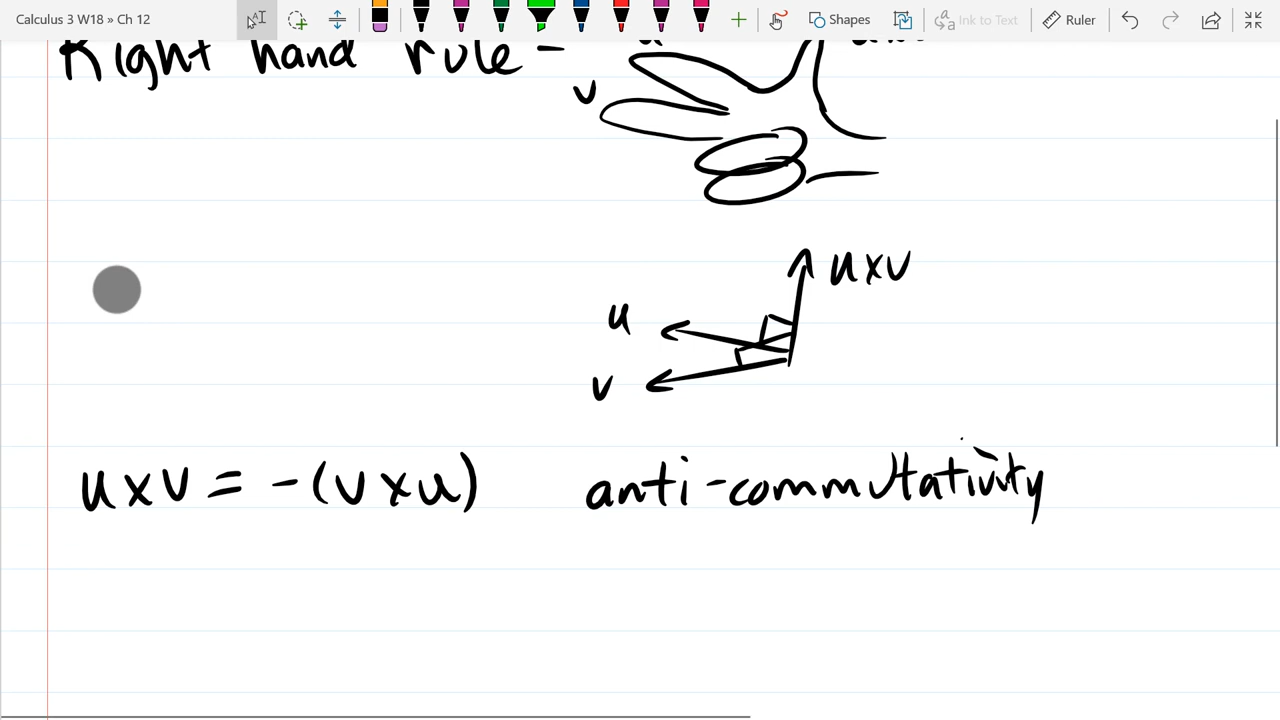 Calculus 3 W18 » Ch 12
Shapes
Ink to Text
Ruler
Right hand rule -
v
u x v
u
v
u x v = -(v x u) anti-commutativity